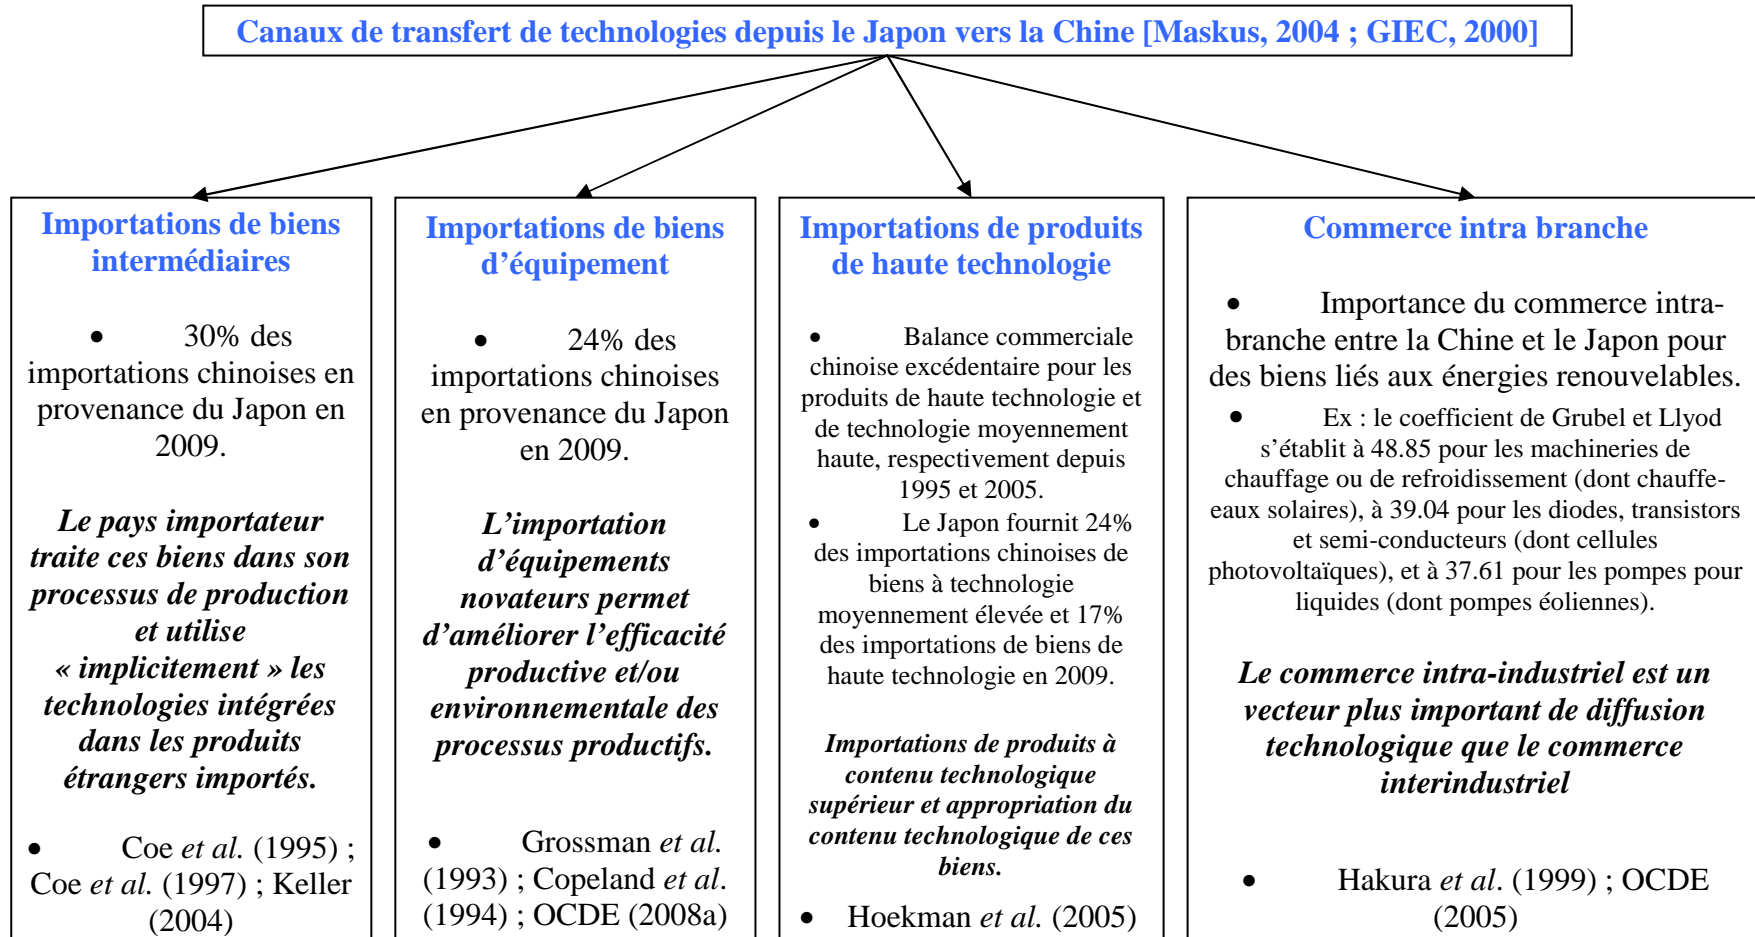 Canaux de transfert de technologies depuis le Japon vers la Chine [Maskus, 2004 ; GIEC, 2000]
Importations de biens
intermédiaires
• 30% des
importations chinoises en
provenance du Japon en
2009.
Le pays importateur
traite ces biens dans son
processus de production
et utilise
« implicitement » les
technologies intégrées
dans les produits
étrangers importés.
• Coe et al. (1995) ;
Coe et al. (1997) ; Keller
(2004)
Importations de biens
d’équipement
• 24% des
importations chinoises
en provenance du Japon
en 2009.
L’importation
d’équipements
novateurs permet
d’améliorer l’efficacité
productive et/ou
environnementale des
processus productifs.
• Grossman et al.
(1993) ; Copeland et al.
(1994) ; OCDE (2008a)
Importations de produits
de haute technologie
• Balance commerciale
chinoise excédentaire pour les
produits de haute technologie et
de technologie moyennement
haute, respectivement depuis
1995 et 2005.
• Le Japon fournit 24%
des importations chinoises de
biens à technologie
moyennement élevée et 17%
des importations de biens de
haute technologie en 2009.
Importations de produits à
contenu technologique
supérieur et appropriation du
contenu technologique de ces
biens.
• Hoekman et al. (2005)
Commerce intra branche
• Importance du commerce intra-
branche entre la Chine et le Japon pour
des biens liés aux énergies renouvelables.
• Ex : le coefficient de Grubel et Llyod
s’établit à 48.85 pour les machineries de
chauffage ou de refroidissement (dont chauffe-
eaux solaires), à 39.04 pour les diodes, transistors
et semi-conducteurs (dont cellules
photovoltaïques), et à 37.61 pour les pompes pour
liquides (dont pompes éoliennes).
Le commerce intra-industriel est un
vecteur plus important de diffusion
technologique que le commerce
interindustriel
• Hakura et al. (1999) ; OCDE
(2005)